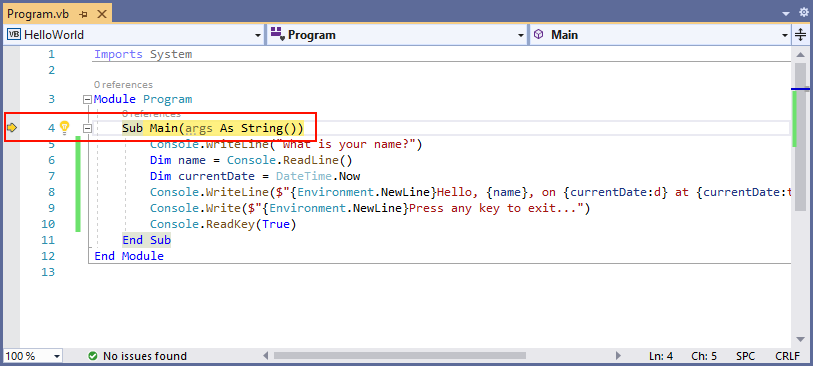 Program.vb
HelloWorld Program Main
1 Imports System
2
0 references
3 Module Program
0 references
4 Sub Main(args As String())
5 Console.WriteLine("What is your name?")
6 Dim name = Console.ReadLine()
7 Dim currentDate = DateTime.Now
8 Console.WriteLine($"{Environment.NewLine}Hello, {name}, on {currentDate:d} at {currentDate:t
9 Console.Write($"{Environment.NewLine}Press any key to exit...")
10 Console.ReadKey(True)
11 End Sub
12 End Module
13
100 % No issues found Ln: 4 Ch: 5 SPC CRLF